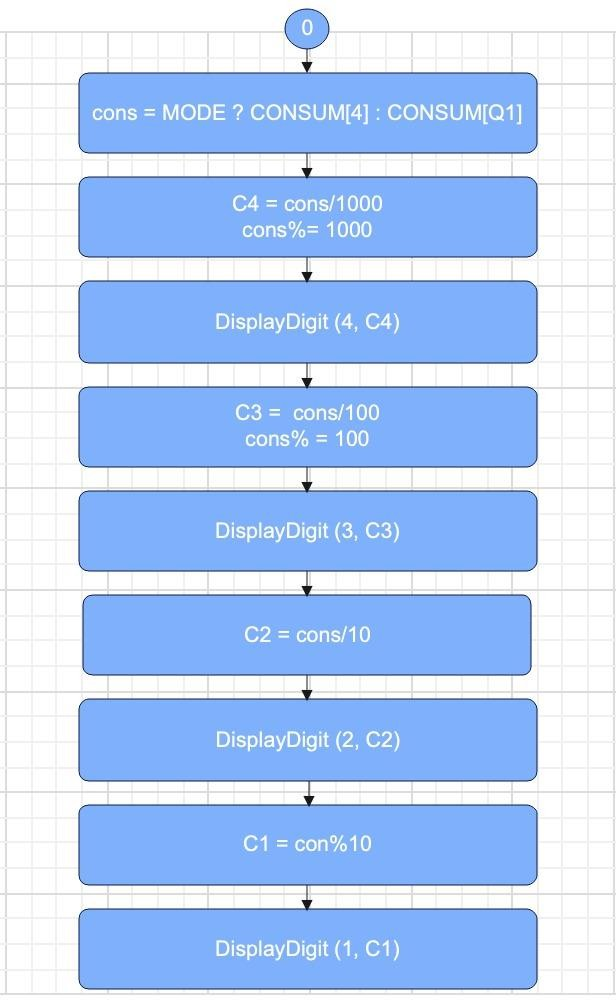 0
cons = MODE ? CONSUM[4] : CONSUM[Q1]
C4 = cons/1000
cons%= 1000
DisplayDigit (4, C4)
C3 =  cons/100
cons% = 100
DisplayDigit (3, C3)
C2 = cons/10
DisplayDigit (2, C2)
C1 = con%10
DisplayDigit (1, C1)